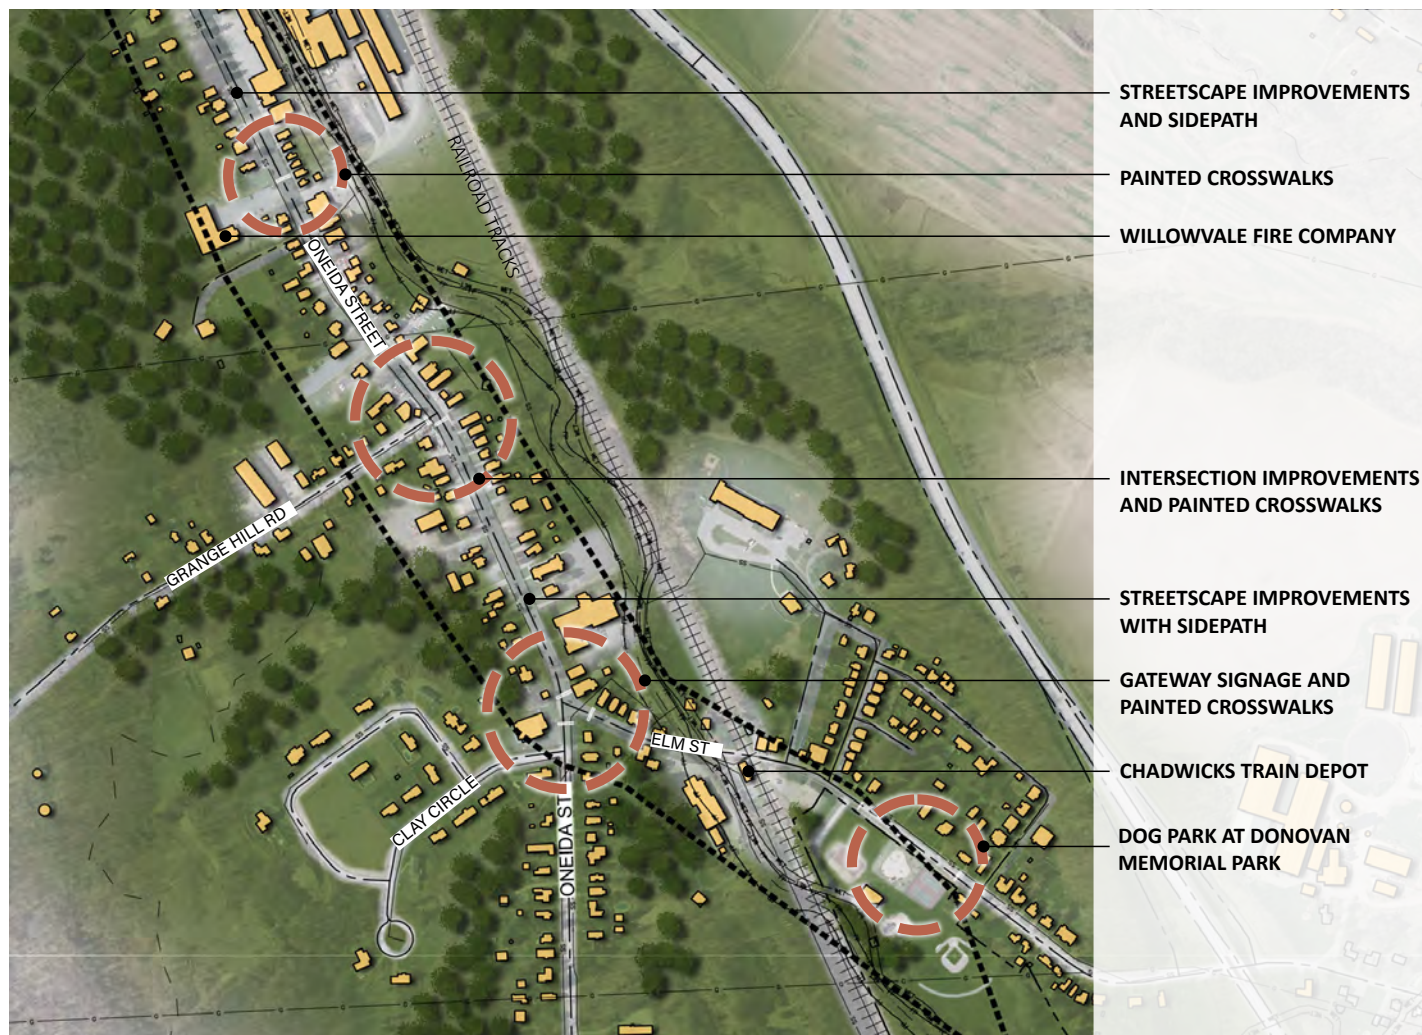 STREETSCAPE IMPROVEMENTS
AND SIDEPATH
PAINTED CROSSWALKS
WILLOWVALE FIRE COMPANY
RAILROAD TRACKS
ONEIDA STREET
INTERSECTION IMPROVEMENTS
AND PAINTED CROSSWALKS
GRANGE HILL RD
STREETSCAPE IMPROVEMENTS
WITH SIDEPATH
GATEWAY SIGNAGE AND
PAINTED CROSSWALKS
ELM ST
CHADWICKS TRAIN DEPOT
CLAY CIRCLE
ONEIDA ST
DOG PARK AT DONOVAN
MEMORIAL PARK